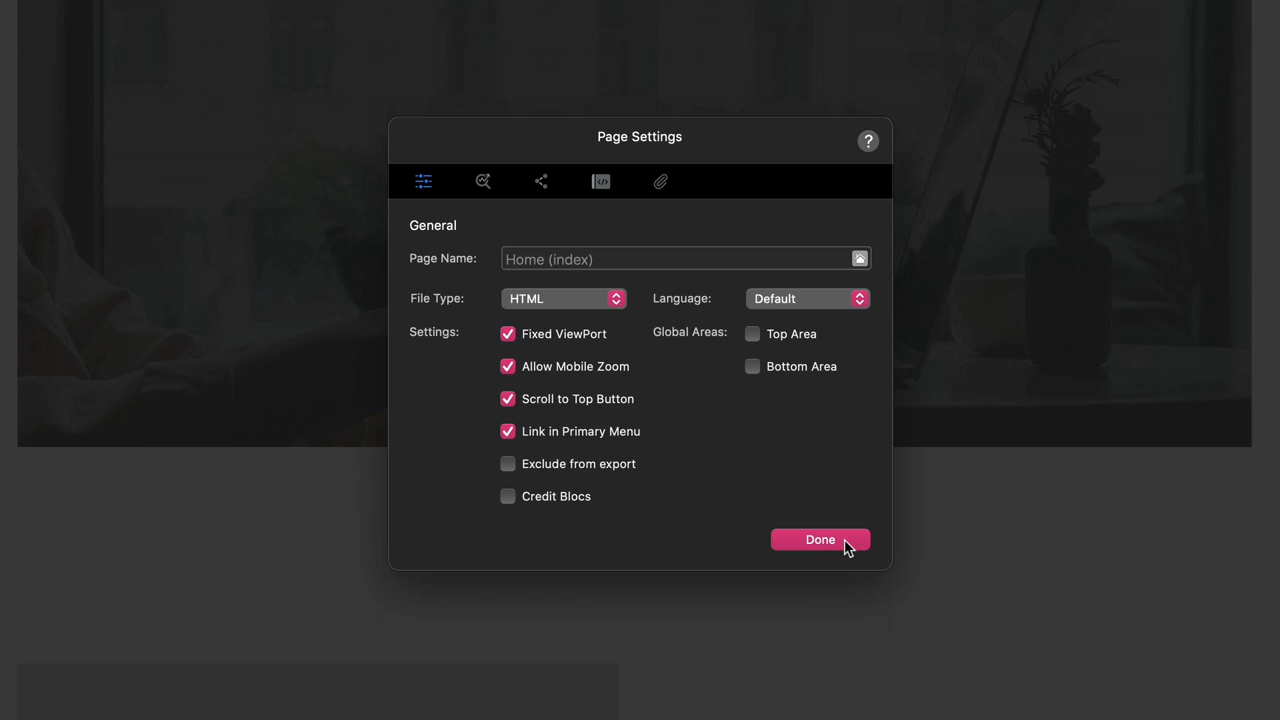 Page Settings
?
General
Page Name: Home (index)
File Type: HTML Language: Default
Settings: Fixed ViewPort Global Areas: Top Area
Allow Mobile Zoom Bottom Area
Scroll to Top Button
Link in Primary Menu
Exclude from export
Credit Blocs
Done